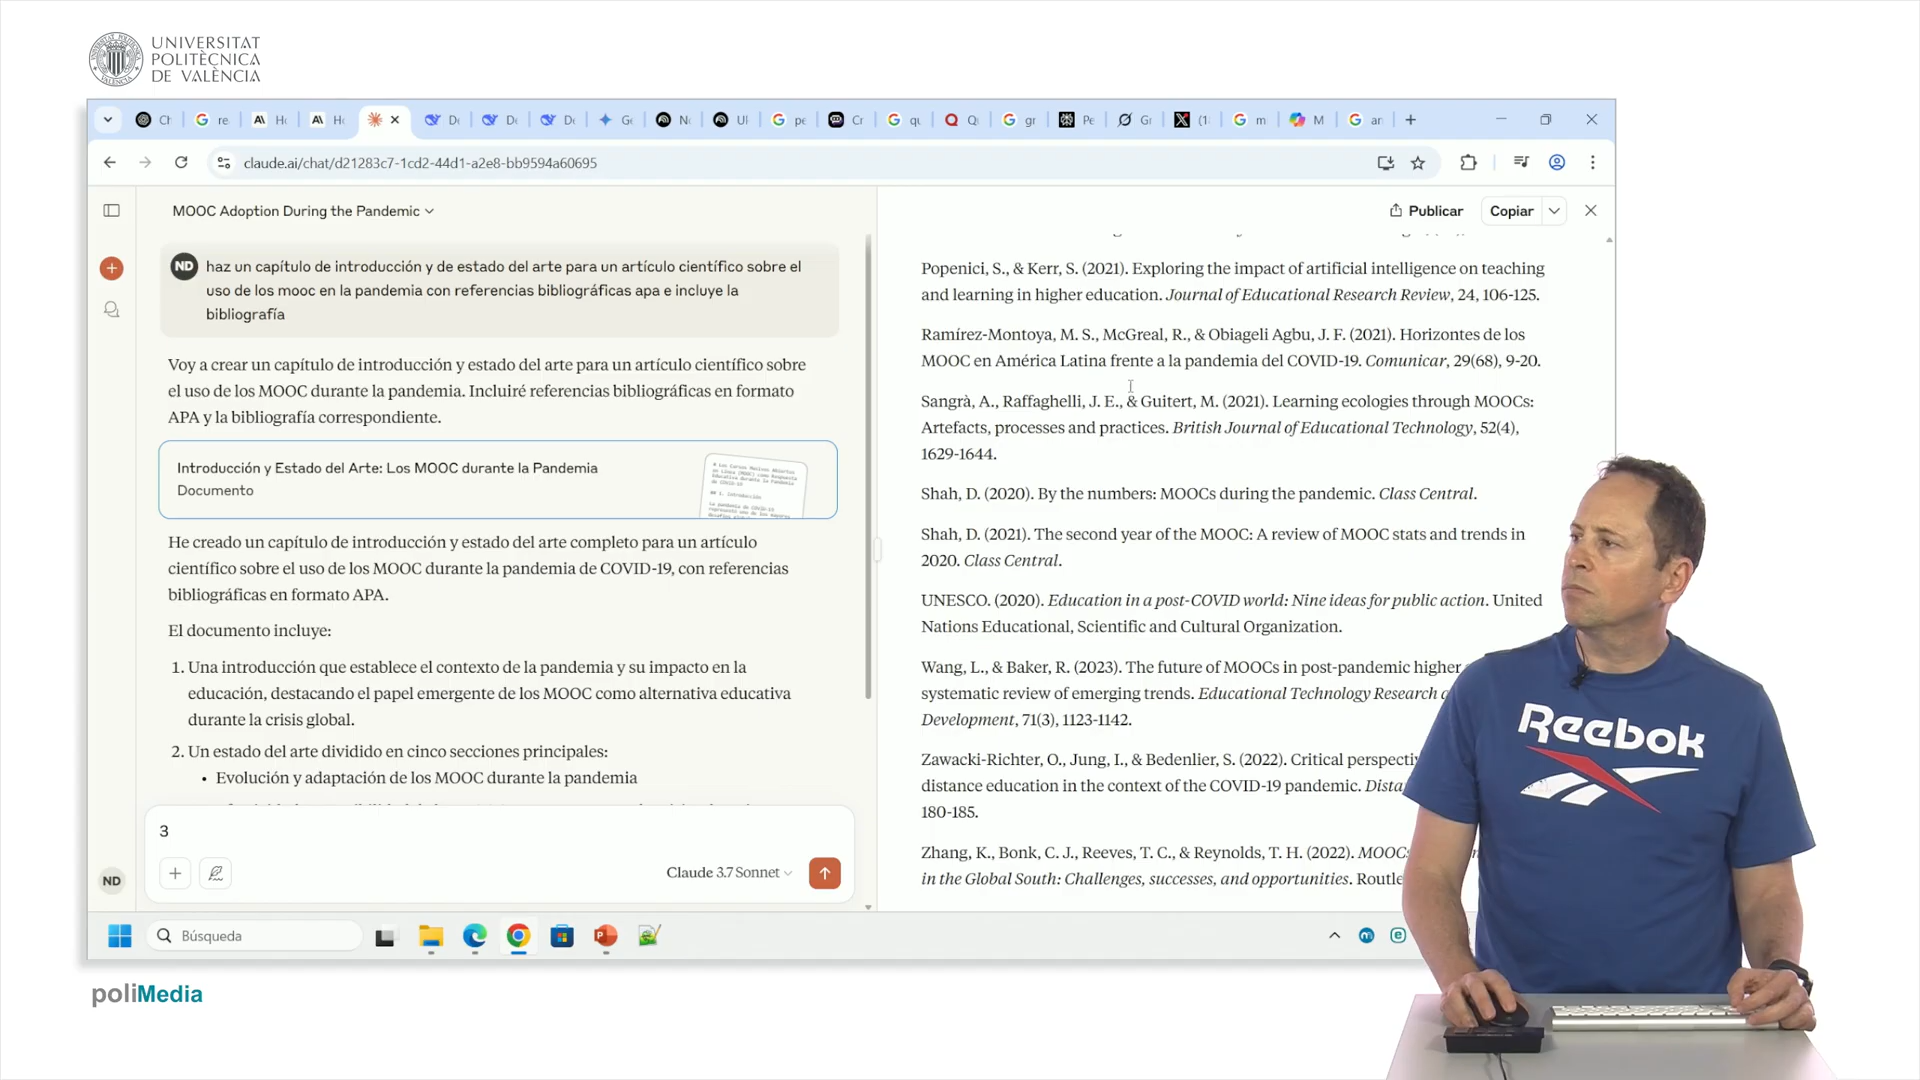 UNIVERSITAT
POLITÈCNICA
DE VALÈNCIA
claude.ai/chat/d21283c7-1cd2-44d1-a2e8-bb9594a60695
MOOC Adoption During the Pandemic
Publicar
Copiar
ND
haz un capítulo de introducción y de estado del arte para un artículo científico sobre el
uso de los mooc en la pandemia con referencias bibliográficas apa e incluye la
bibliografía
Voy a crear un capítulo de introducción y estado del arte para un artículo científico sobre
el uso de los MOOC durante la pandemia. Incluiré referencias bibliográficas en formato
APA y la bibliografía correspondiente.
Introducción y Estado del Arte: Los MOOC durante la Pandemia
Documento
He creado un capítulo de introducción y estado del arte completo para un artículo
científico sobre el uso de los MOOC durante la pandemia de COVID-19, con referencias
bibliográficas en formato APA.
El documento incluye:
1. Una introducción que establece el contexto de la pandemia y su impacto en la
educación, destacando el papel emergente de los MOOC como alternativa educativa
durante la crisis global.
2. Un estado del arte dividido en cinco secciones principales:
• Evolución y adaptación de los MOOC durante la pandemia
3
Claude 3.7 Sonnet
ND
Popenici, S., & Kerr, S. (2021). Exploring the impact of artificial intelligence on teaching
and learning in higher education. Journal of Educational Research Review, 24, 106-125.
Ramírez-Montoya, M. S., McGreal, R., & Obiageli Agbu, J. F. (2021). Horizontes de los
MOOC en América Latina frente a la pandemia del COVID-19. Comunicar, 29(68), 9-20.
Sangrà, A., Raffaghelli, J. E., & Guitert, M. (2021). Learning ecologies through MOOCs:
Artefacts, processes and practices. British Journal of Educational Technology, 52(4),
1629-1644.
Shah, D. (2020). By the numbers: MOOCs during the pandemic. Class Central.
Shah, D. (2021). The second year of the MOOC: A review of MOOC stats and trends in
2020. Class Central.
UNESCO. (2020). Education in a post-COVID world: Nine ideas for public action. United
Nations Educational, Scientific and Cultural Organization.
Wang, L., & Baker, R. (2023). The future of MOOCs in post-pandemic higher
systematic review of emerging trends. Educational Technology Research
Development, 71(3), 1123-1142.
Zawacki-Richter, O., Jung, I., & Bedenlier, S. (2022). Critical
distance education in the context of the COVID-19 pandemic.
180-185.
Zhang, K., Bonk, C. J., Reeves, T. C., & Reynolds, T. H. (2022).
in the Global South: Challenges, successes, and opportunities.
Búsqueda
Reebok
poliMedia